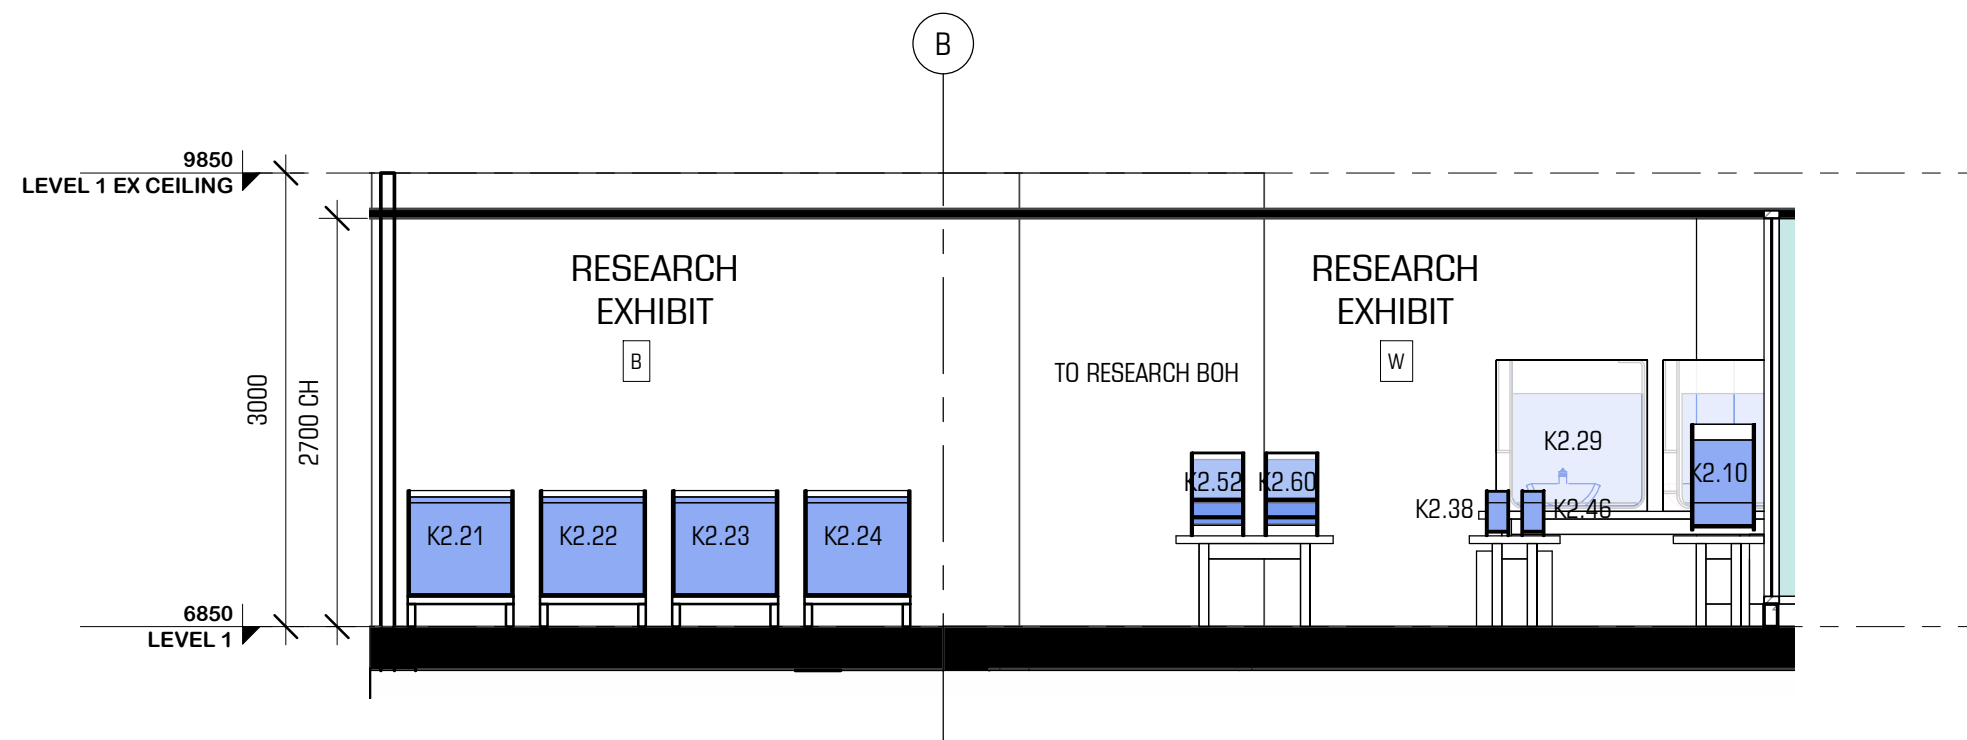 B
9850
LEVEL 1 EX CEILING
RESEARCH
EXHIBIT
B
RESEARCH
EXHIBIT
W
TO RESEARCH BOH
3000
2700 CH
K2.29
K2.10
K2.52
K2.60
K2.38
K2.46
K2.21
K2.22
K2.23
K2.24
6850
LEVEL 1